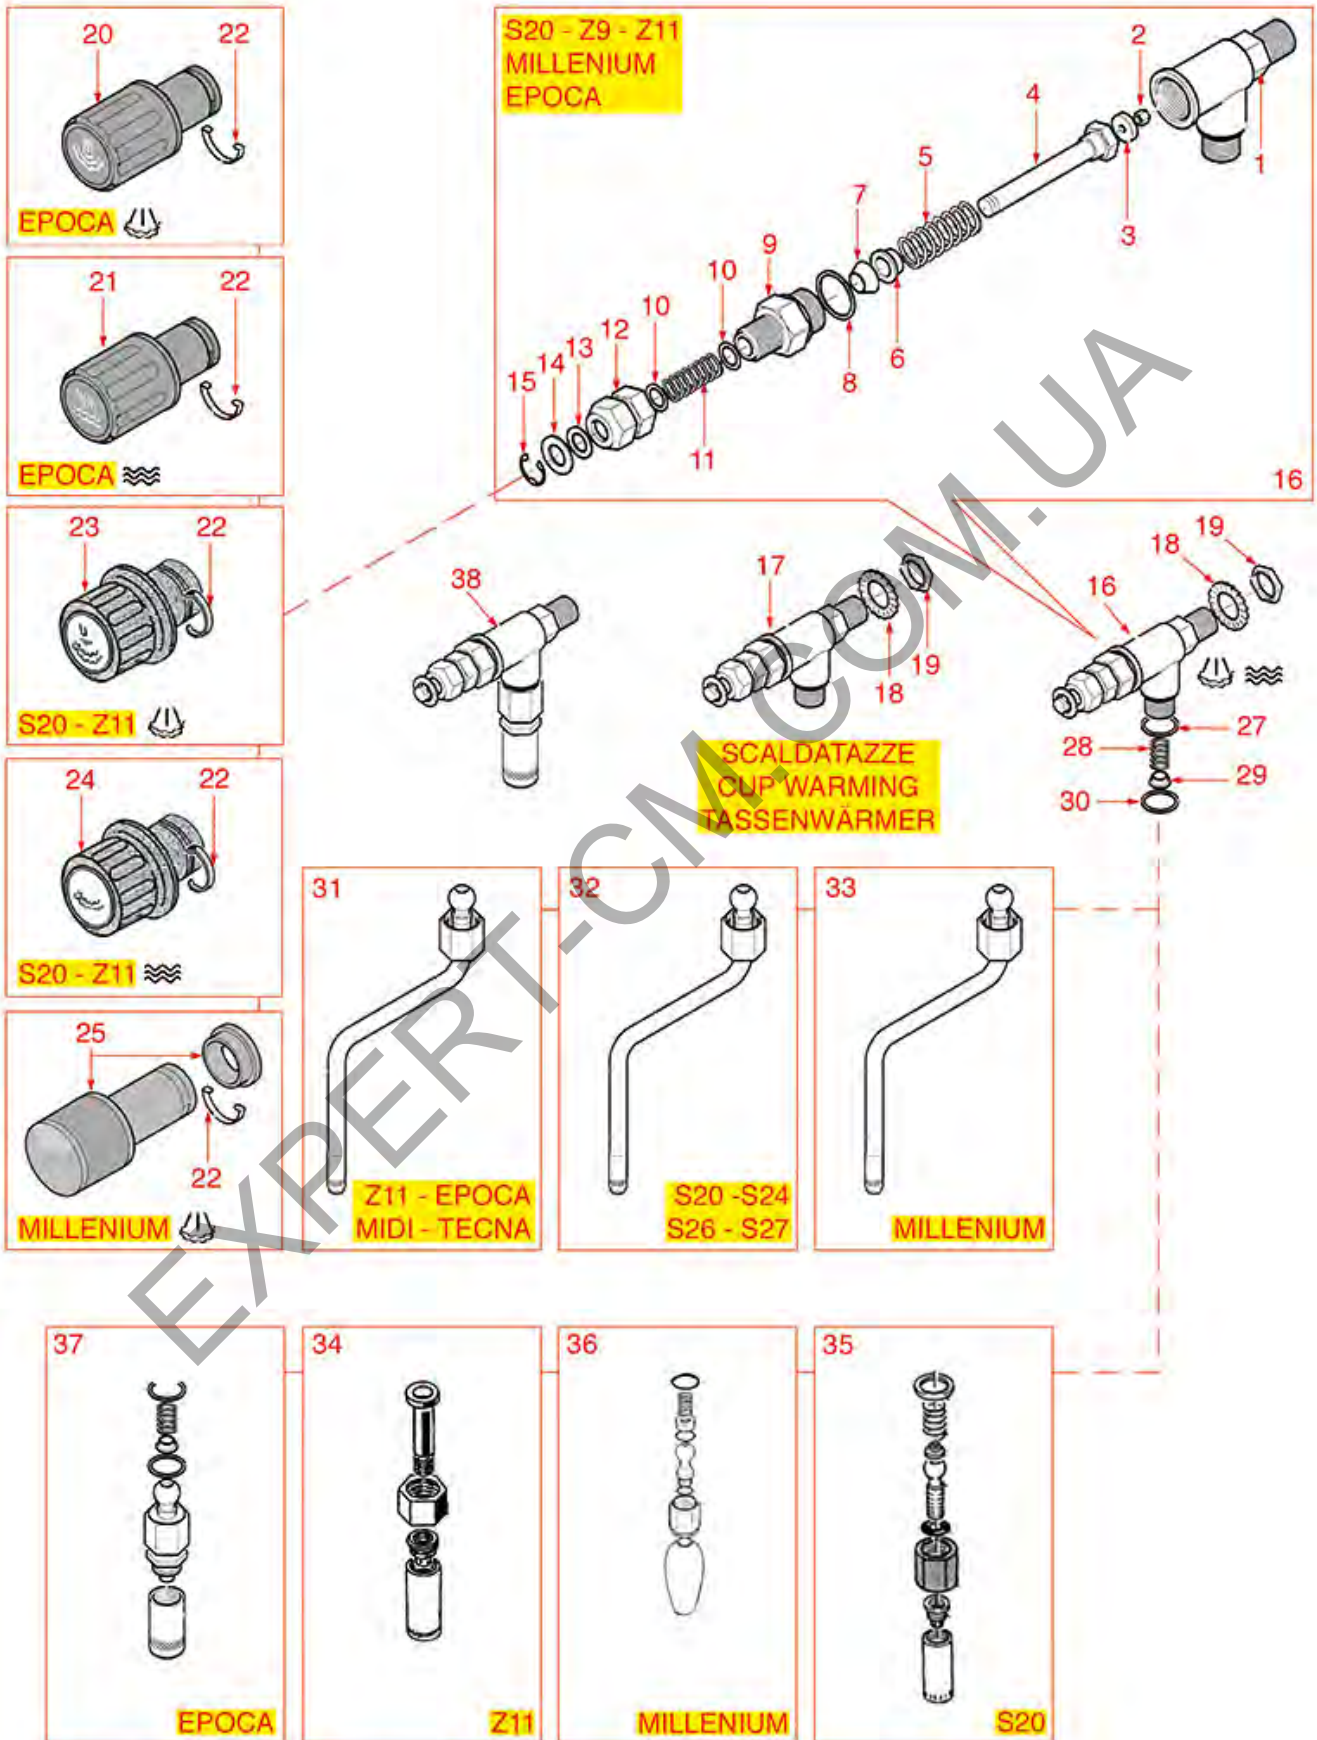 20
22
EPOCA
21
22
EPOCA
23
22
S20 - Z11
24
22
S20 - Z11
25
22
MILLENIUM
S20 - Z9 - Z11
MILLENIUM
EPOCA
2
4
1
5
3
7
9
6
10
8
12
10
13
14
15
11
16
38
17
18
19
SCALDATAZZE
CUP WARMING
TASSENWÄRMER
19
18
16
27
28
29
30
31
Z11 - EPOCA
MIDI - TECNA
32
S20 -S24
S26 - S27
33
MILLENIUM
37
EPOCA
34
Z11
36
MILLENIUM
35
S20
EXPERT-CM.COM.UA